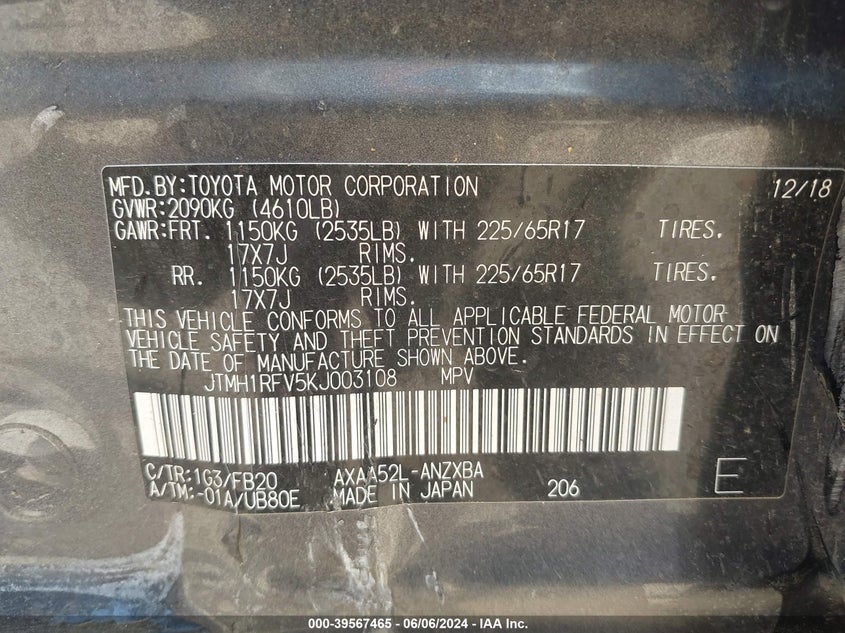 MFD.BY:TOYOTA MOTOR CORPORATION 12/18
GVWR:2090KG (4610LB)
GAWR:FRT. 1150KG (2535LB) WITH 225/65R17 TIRES.
17X7J RIMS.
RR. 1150KG (2535LB) WITH 225/65R17 TIRES.
17X7J RIMS.
THIS VEHICLE CONFORMS TO ALL APPLICABLE FEDERAL MOTOR
VEHICLE SAFETY AND THEFT PREVENTION STANDARDS IN EFFECT ON
THE DATE OF MANUFACTURE SHOWN ABOVE.
JTMH1RFV5KJ003108 MPV
C/TR:1G3/FB20 AXAA52L-ANZXBA
A/TM:-01A/UB80E MADE IN JAPAN 206 E
000-39567465 - 06/06/2024 - IAA Inc.